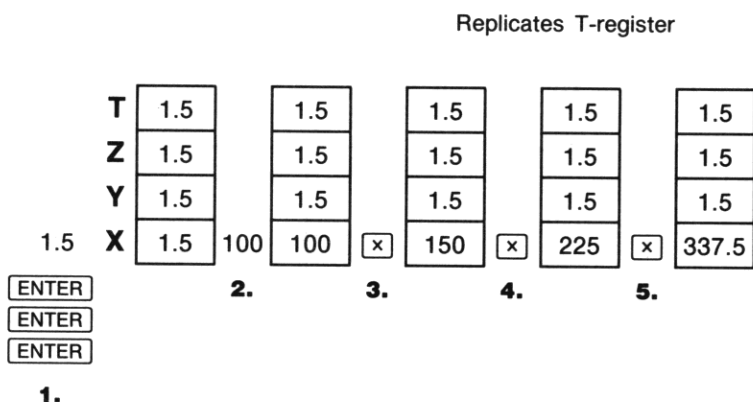 Replicates T-register
T 1.5 1.5 1.5 1.5 1.5
Z 1.5 1.5 1.5 1.5 1.5
Y 1.5 1.5 1.5 1.5 1.5
1.5 X 1.5 100 100 × 150 × 225 × 337.5
ENTER 2. 3. 4. 5.
ENTER
ENTER
1.